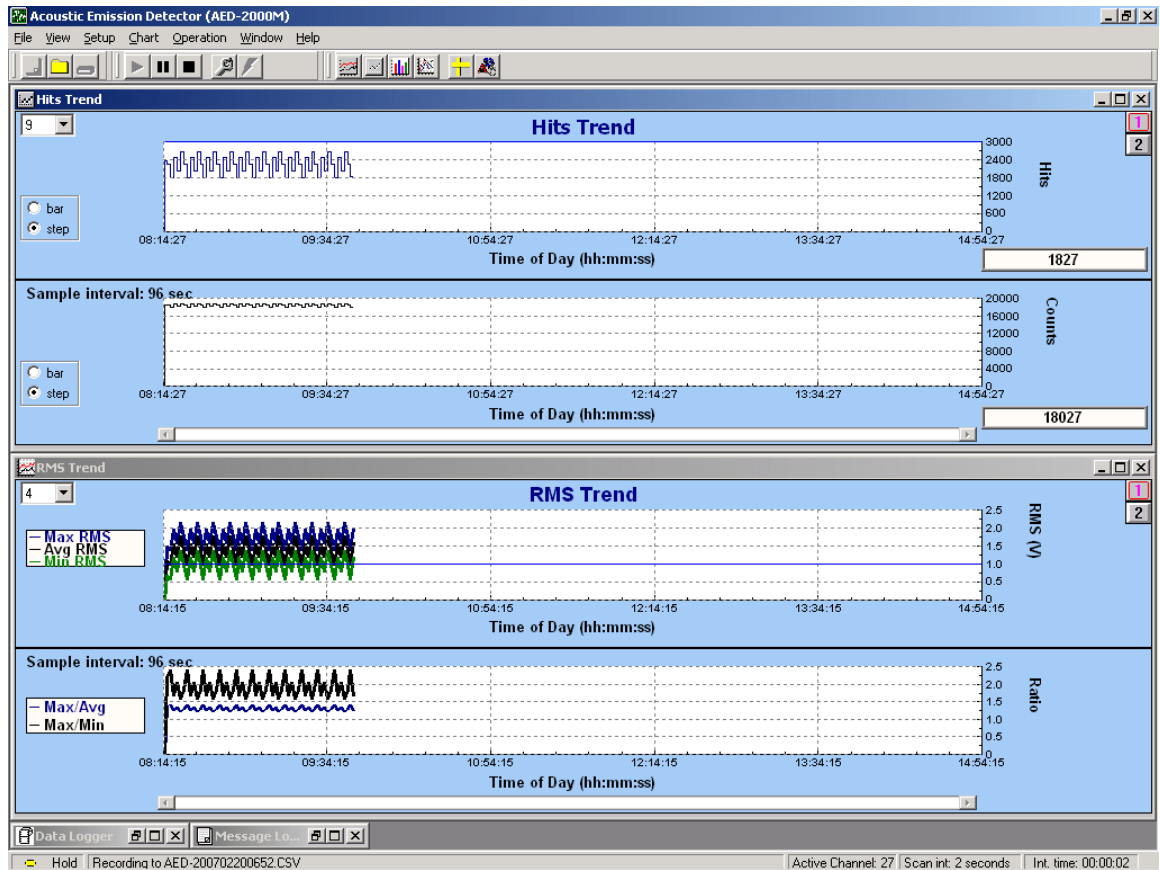 Acoustic Emission Detector (AED-2000M)
File View Setup Chart Operation Window Help
Hits Trend
9
Hits Trend
1
2
3000
2400
1800
1200
600
0
Hits
bar
step
08:14:27 09:34:27 10:54:27 12:14:27 13:34:27 14:54:27
Time of Day (hh:mm:ss)
1827
Sample interval: 96 sec
20000
16000
12000
8000
4000
0
Counts
bar
step
08:14:27 09:34:27 10:54:27 12:14:27 13:34:27 14:54:27
Time of Day (hh:mm:ss)
18027
RMS Trend
4
RMS Trend
1
2
Max RMS
Avg RMS
Min RMS
2.5
2.0
1.5
1.0
0.5
0
RMS (V)
08:14:15 09:34:15 10:54:15 12:14:15 13:34:15 14:54:15
Time of Day (hh:mm:ss)
Sample interval: 96 sec
Max/Avg
Max/Min
2.5
2.0
1.5
1.0
0.5
0
Ratio
08:14:15 09:34:15 10:54:15 12:14:15 13:34:15 14:54:15
Time of Day (hh:mm:ss)
Data Logger Message Lo...
Hold Recording to AED-200702200652.CSV Active Channel: 27 Scan int: 2 seconds Int. time: 00:00:02